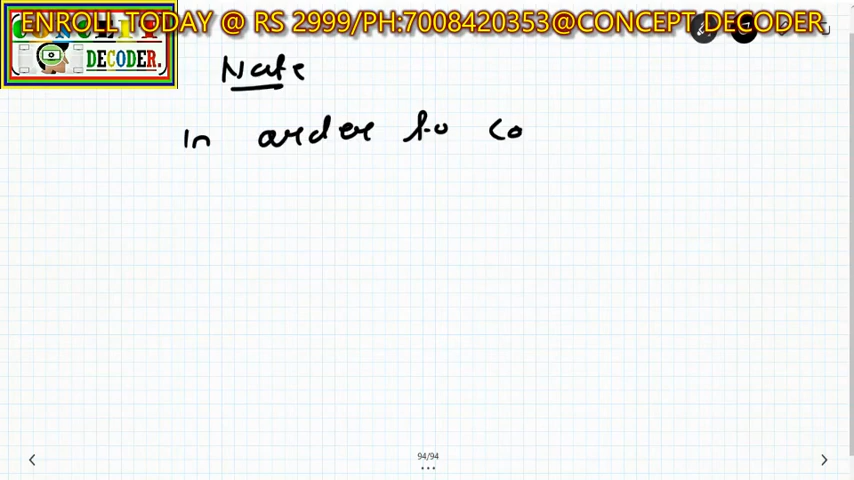 ENROLL TODAY @ RS 2999/PH:7008420353@CONCEPT DECODER
DECODER.
Note
In order to co
94/94